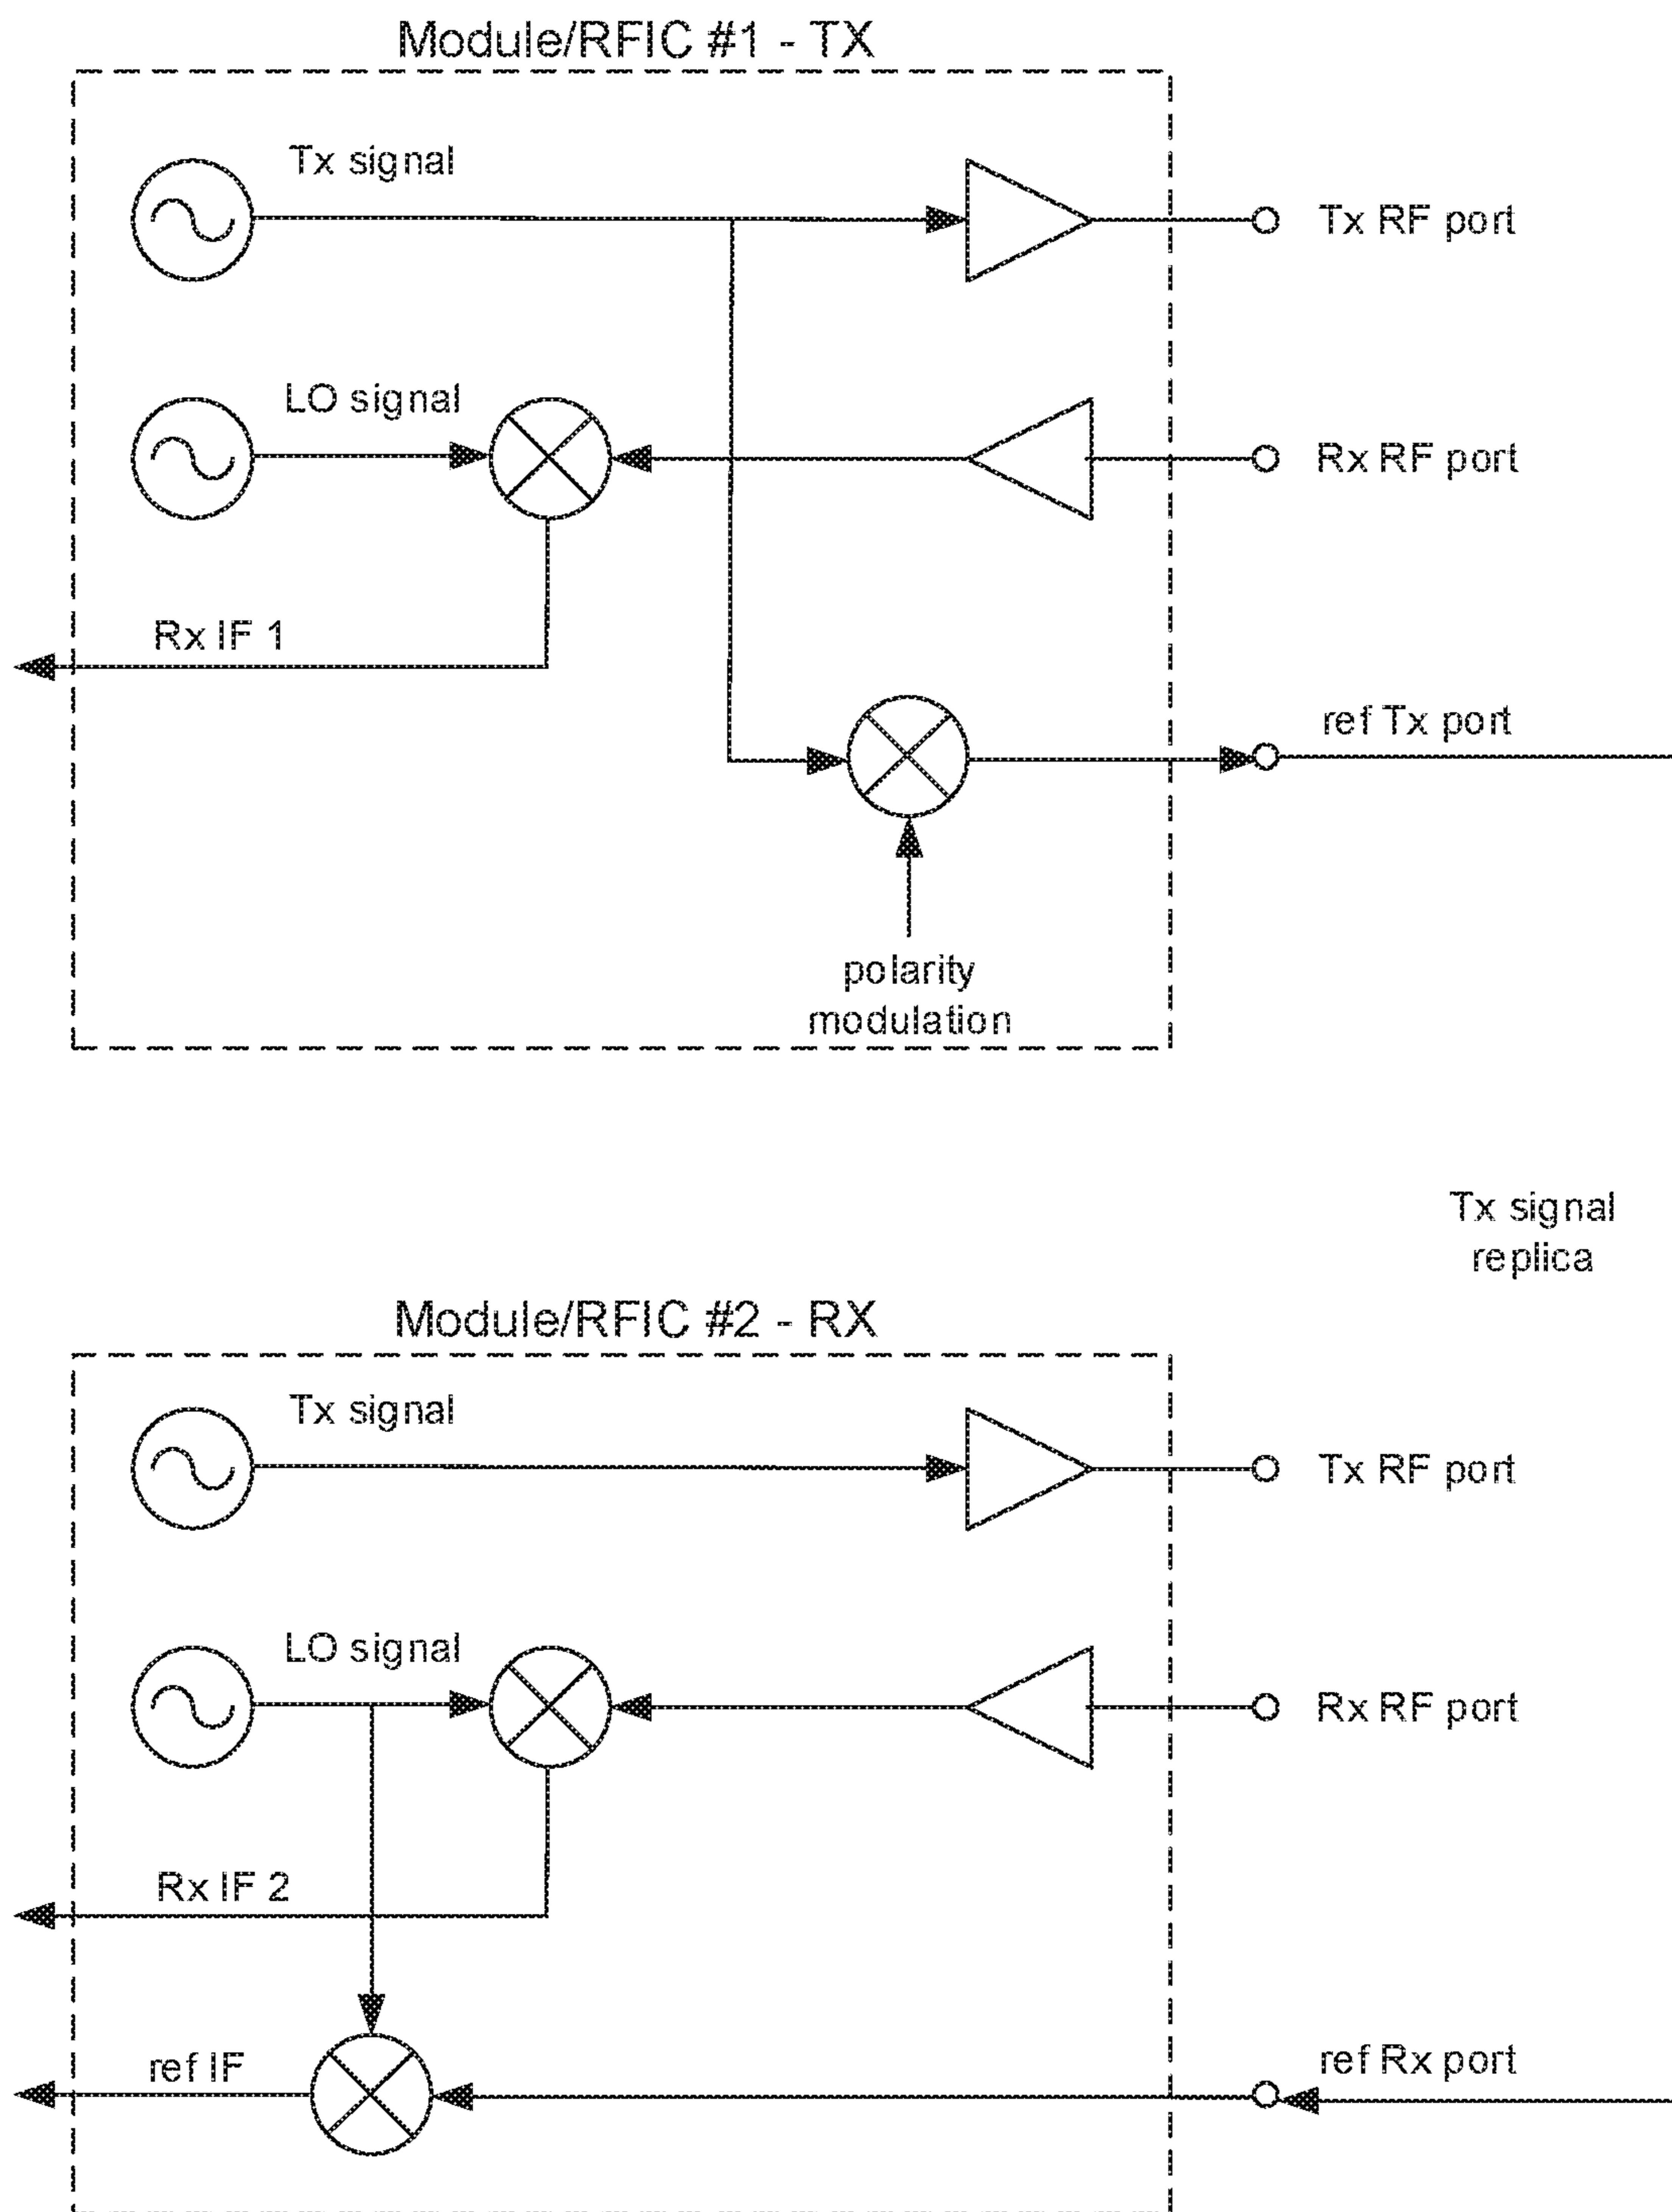 Module/RFIC #1 - TX
Tx signal
Tx RF port
LO signal
Rx RF port
Rx IF 1
ref Tx port
polarity
modulation
Tx signal
replica
Module/RFIC #2 - RX
Tx signal
Tx RF port
LO signal
Rx RF port
Rx IF 2
ref IF
ref Rx port